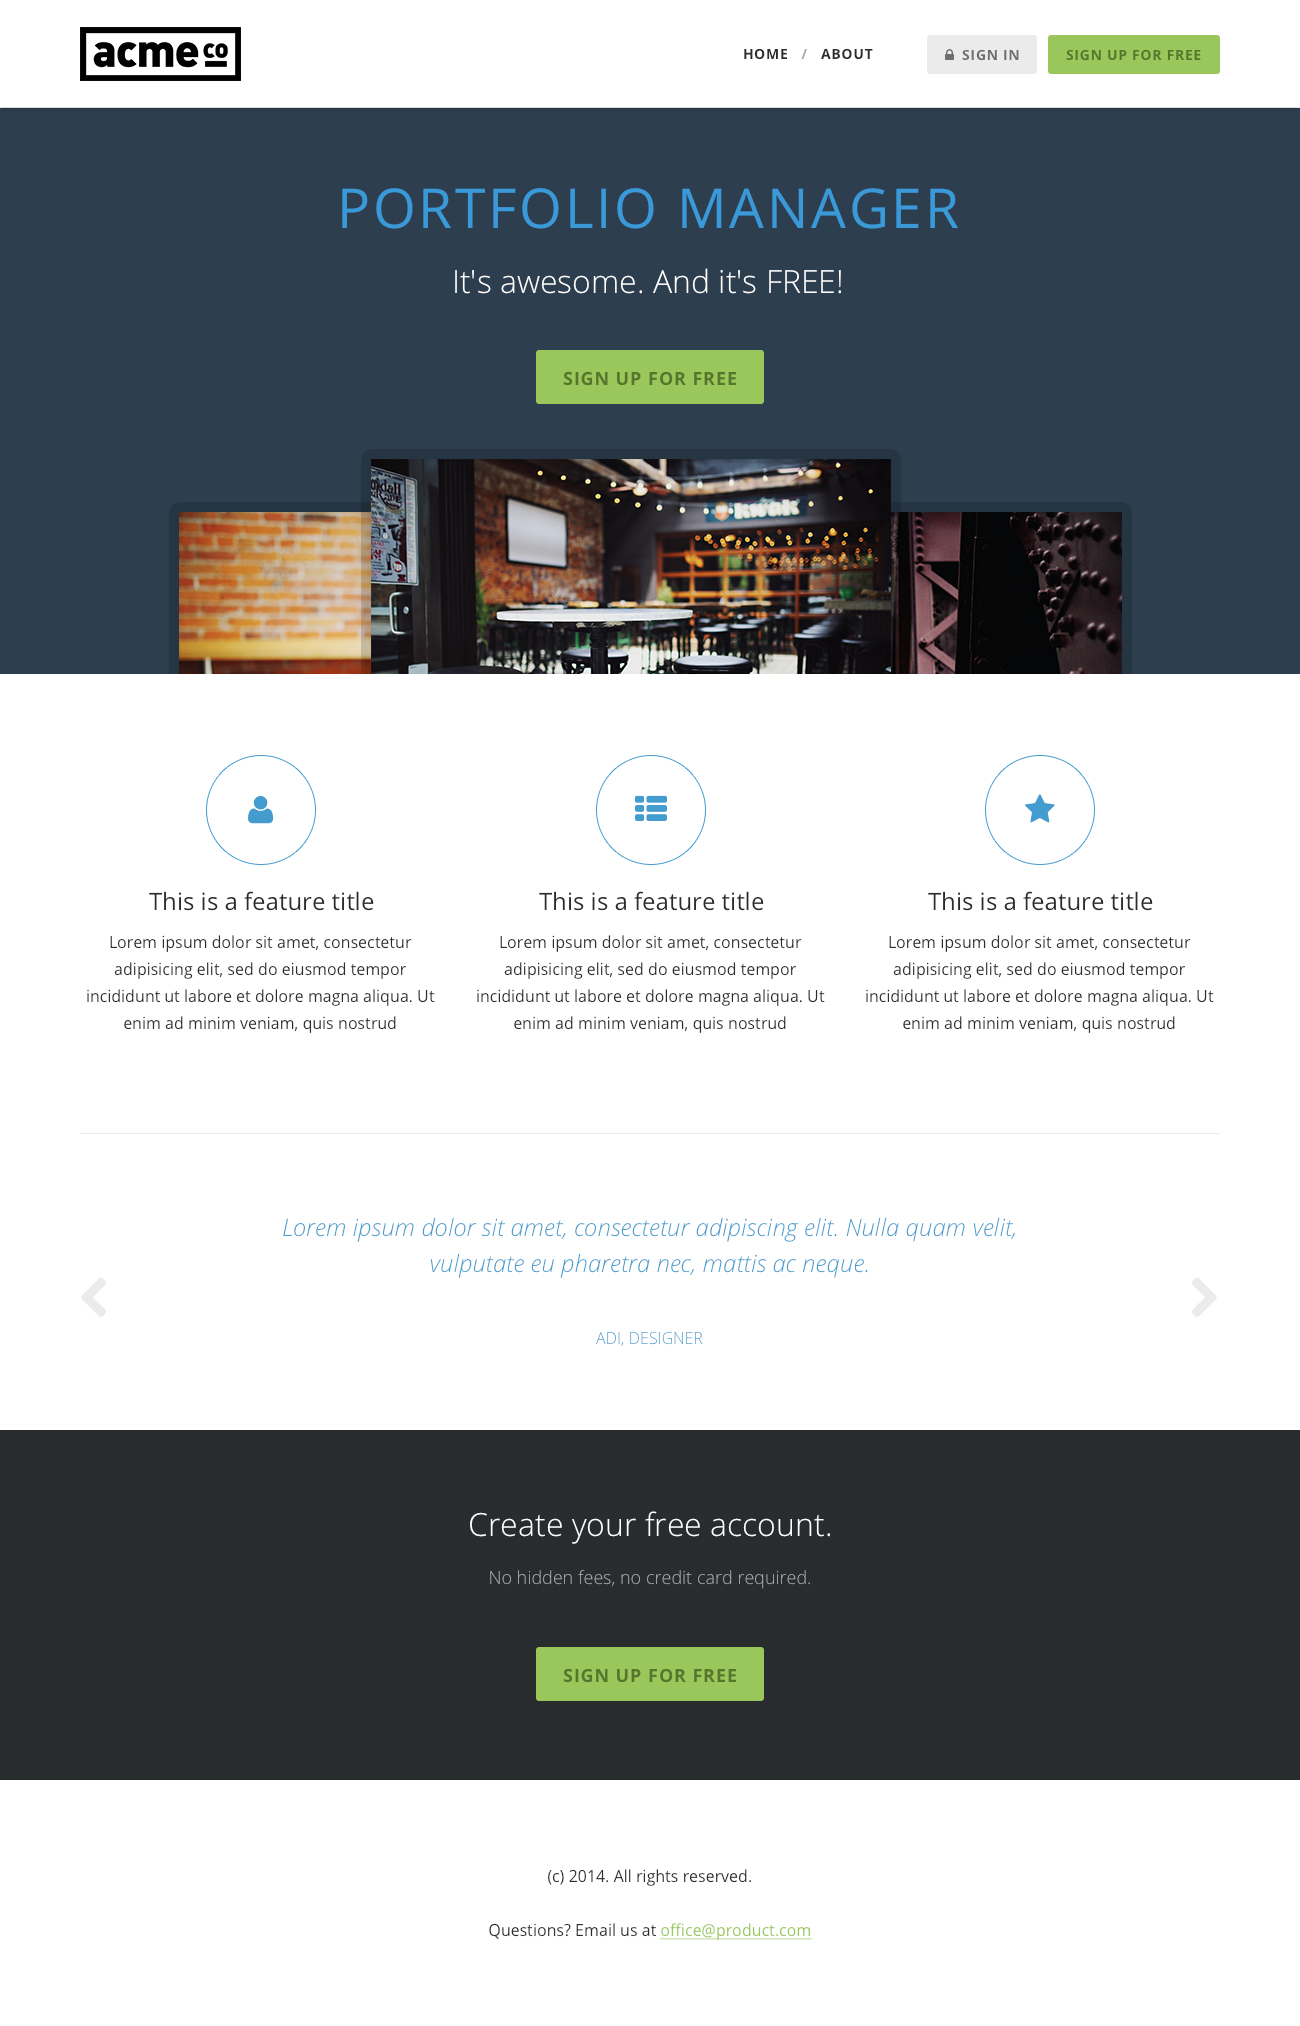 acme co
HOME / ABOUT
SIGN IN
SIGN UP FOR FREE
PORTFOLIO MANAGER
It's awesome. And it's FREE!
SIGN UP FOR FREE
kwak
This is a feature title
Lorem ipsum dolor sit amet, consectetur
adipisicing elit, sed do eiusmod tempor
incididunt ut labore et dolore magna aliqua. Ut
enim ad minim veniam, quis nostrud
This is a feature title
Lorem ipsum dolor sit amet, consectetur
adipisicing elit, sed do eiusmod tempor
incididunt ut labore et dolore magna aliqua. Ut
enim ad minim veniam, quis nostrud
This is a feature title
Lorem ipsum dolor sit amet, consectetur
adipisicing elit, sed do eiusmod tempor
incididunt ut labore et dolore magna aliqua. Ut
enim ad minim veniam, quis nostrud
Lorem ipsum dolor sit amet, consectetur adipiscing elit. Nulla quam velit,
vulputate eu pharetra nec, mattis ac neque.
ADI, DESIGNER
Create your free account.
No hidden fees, no credit card required.
SIGN UP FOR FREE
(c) 2014. All rights reserved.
Questions? Email us at office@product.com